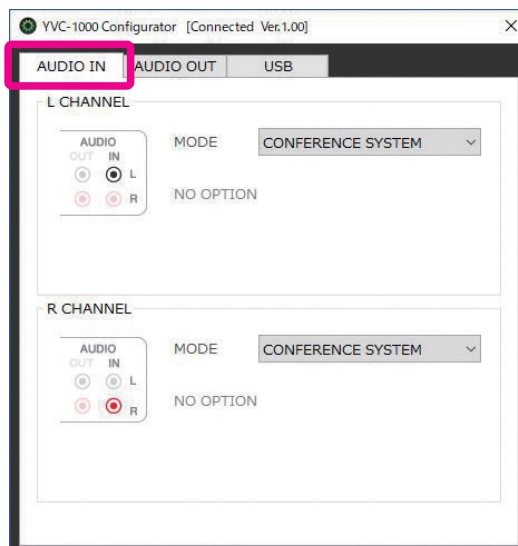 YVC-1000 Configurator [Connected Ver.1.00]
AUDIO IN AUDIO OUT USB
L CHANNEL
AUDIO
OUT IN
L
R
MODE CONFERENCE SYSTEM
NO OPTION
R CHANNEL
AUDIO
OUT IN
L
R
MODE CONFERENCE SYSTEM
NO OPTION